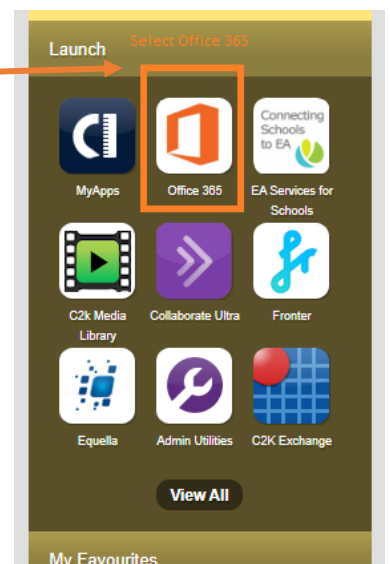 Launch
Select Office 365
Connecting
Schools
to EA
MyApps
Office 365
EA Services for
Schools
C2k Media
Library
Collaborate Ultra
Fronter
Equella
Admin Utilities
C2K Exchange
View All
My Favourites